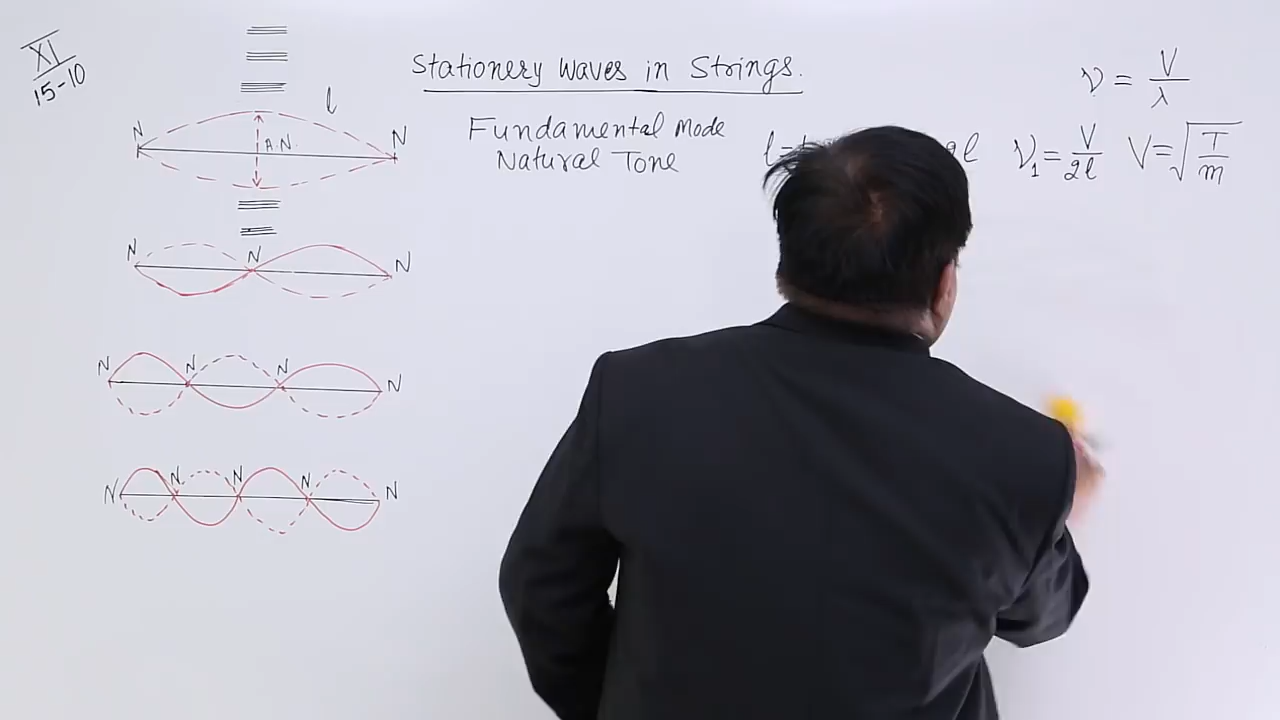 XI
15-10
Stationery Waves in Strings.
ν = V/λ
l
N A.N. N
Fundamental Mode
Natural Tone
l=
2l
ν₁ = V/2l
V = √(T/m)
N N N
N N N N
N N N N N